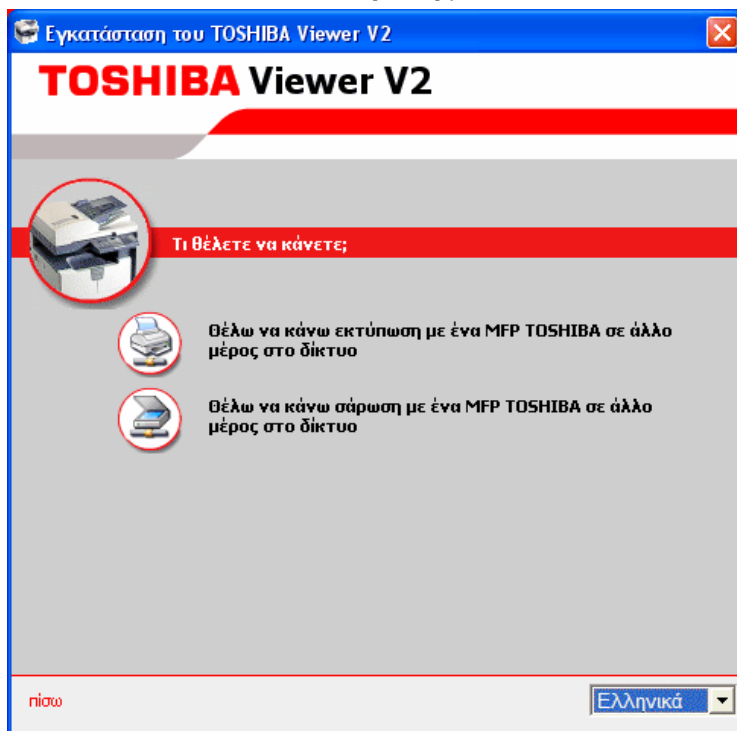 Εγκατάσταση του TOSHIBA Viewer V2
TOSHIBA Viewer V2
Τι θέλετε να κάνετε;
Θέλω να κάνω εκτύπωση με ένα MFP TOSHIBA σε άλλο
μέρος στο δίκτυο
Θέλω να κάνω σάρωση με ένα MFP TOSHIBA σε άλλο
μέρος στο δίκτυο
πίσω
Ελληνικά